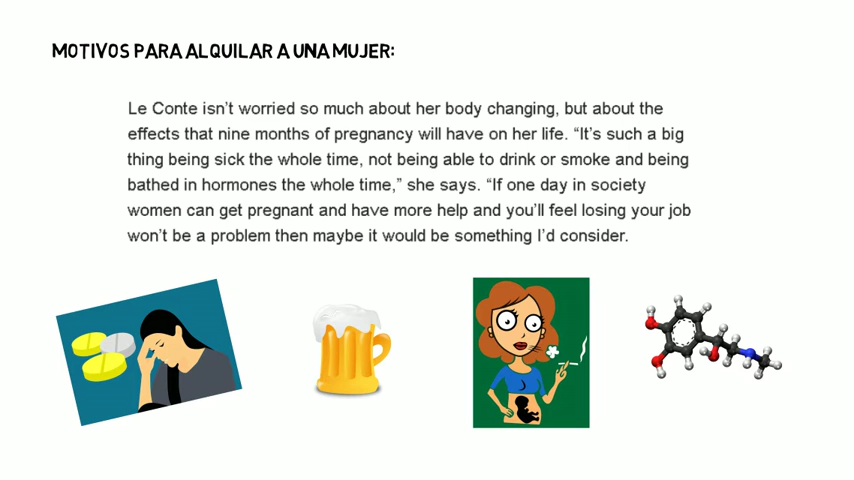 MOTIVOS PARA ALQUILAR A UNA MUJER:
Le Conte isn't worried so much about her body changing, but about the
effects that nine months of pregnancy will have on her life. “It's such a big
thing being sick the whole time, not being able to drink or smoke and being
bathed in hormones the whole time,” she says. “If one day in society
women can get pregnant and have more help and you'll feel losing your job
won't be a problem then maybe it would be something I'd consider.